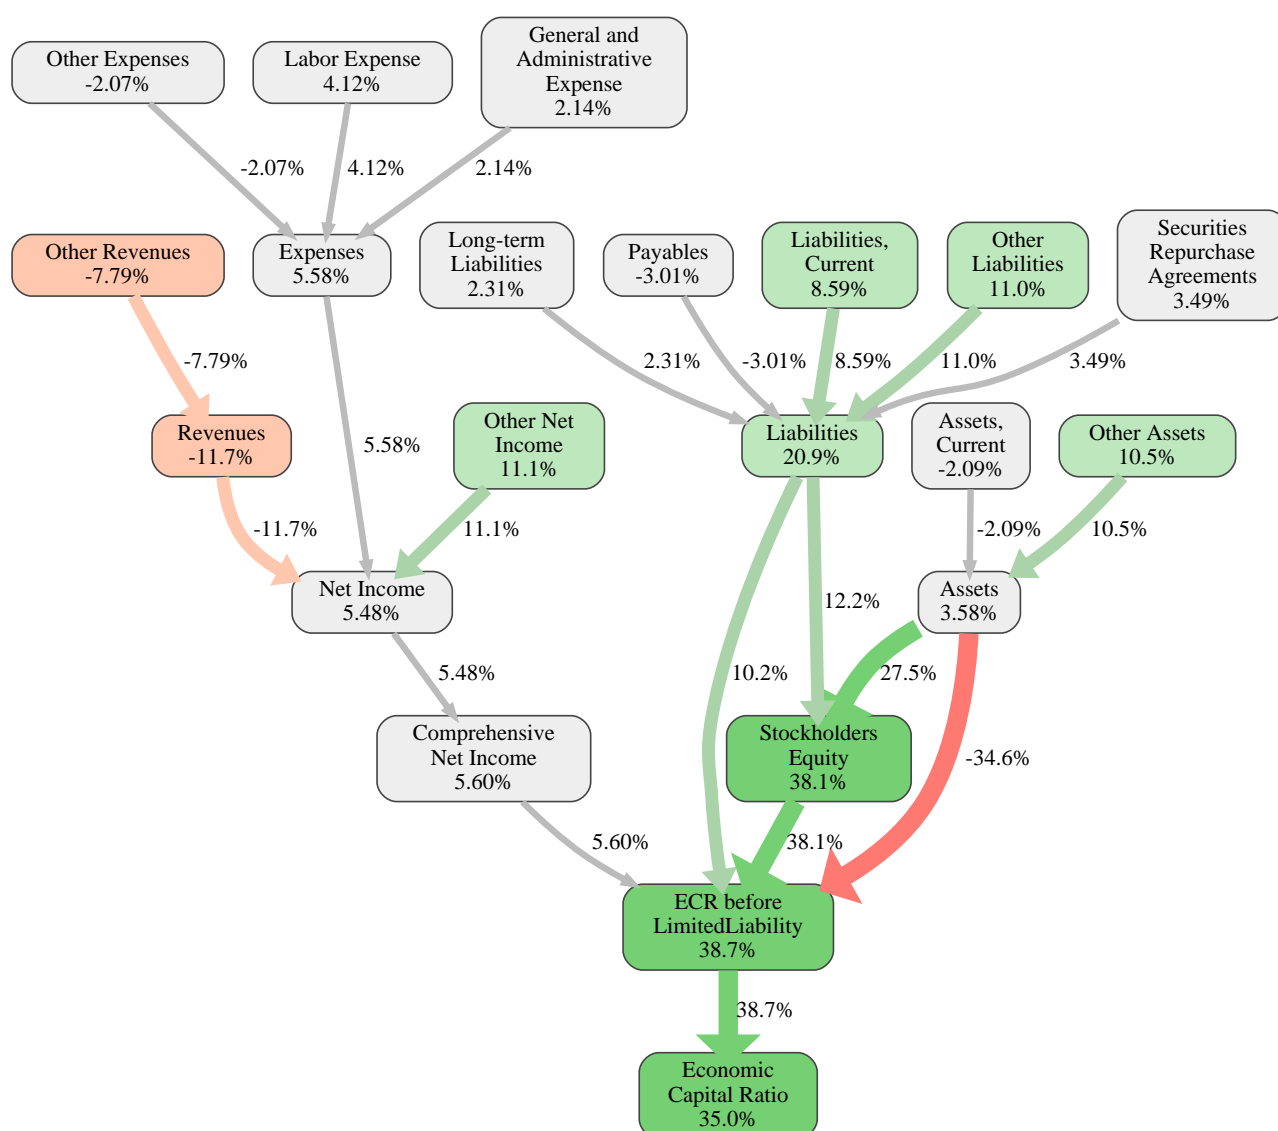 Other Expenses
-2.07%
Labor Expense
4.12%
General and
Administrative
Expense
2.14%
-2.07%
4.12%
2.14%
Other Revenues
-7.79%
Expenses
5.58%
Long-term
Liabilities
2.31%
Payables
-3.01%
Liabilities,
Current
8.59%
Other
Liabilities
11.0%
Securities
Repurchase
Agreements
3.49%
-7.79%
2.31%
-3.01%
8.59%
11.0%
3.49%
Revenues
-11.7%
5.58%
Other Net
Income
11.1%
Liabilities
20.9%
Assets,
Current
-2.09%
Other Assets
10.5%
-11.7%
11.1%
-2.09%
10.5%
Net Income
5.48%
12.2%
Assets
3.58%
5.48%
10.2%
27.5%
Comprehensive
Net Income
5.60%
Stockholders
Equity
38.1%
-34.6%
5.60%
38.1%
ECR before
LimitedLiability
38.7%
38.7%
Economic
Capital Ratio
35.0%